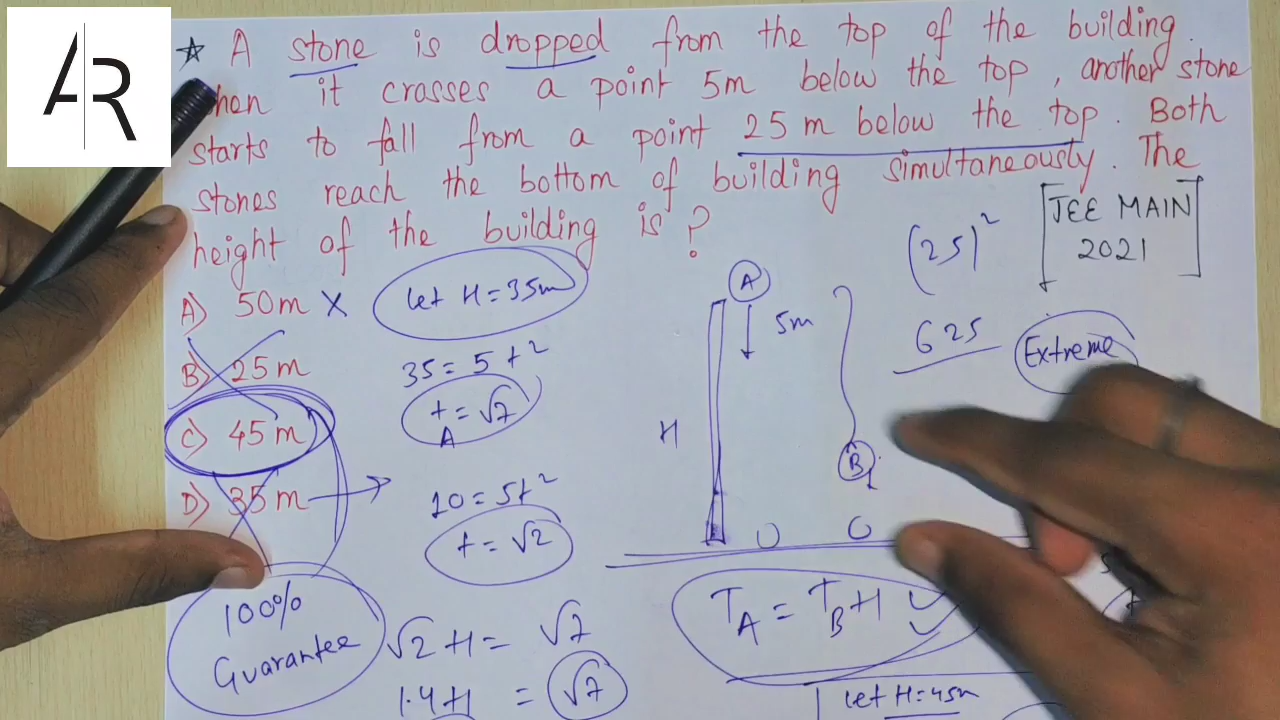 AR
☆ A stone is dropped from the top of the building.
when it crosses a point 5m below the top, another stone
starts to fall from a point 25 m below the top. Both
stones reach the bottom of building simultaneously. The
height of the building is ?
[JEE MAIN
2021]
A) 50m X
B) 25m
C) 45m
D) 35m →
let H = 35m
35 = 5t²
t = √7
A
10 = 5t²
t = √2
√2 + 1 = √7
1.4+1 = √7
100%
Guarantee
A
5m
H
B
(25)²
625
Extreme
T_A = T_B + 1
let H = 45m